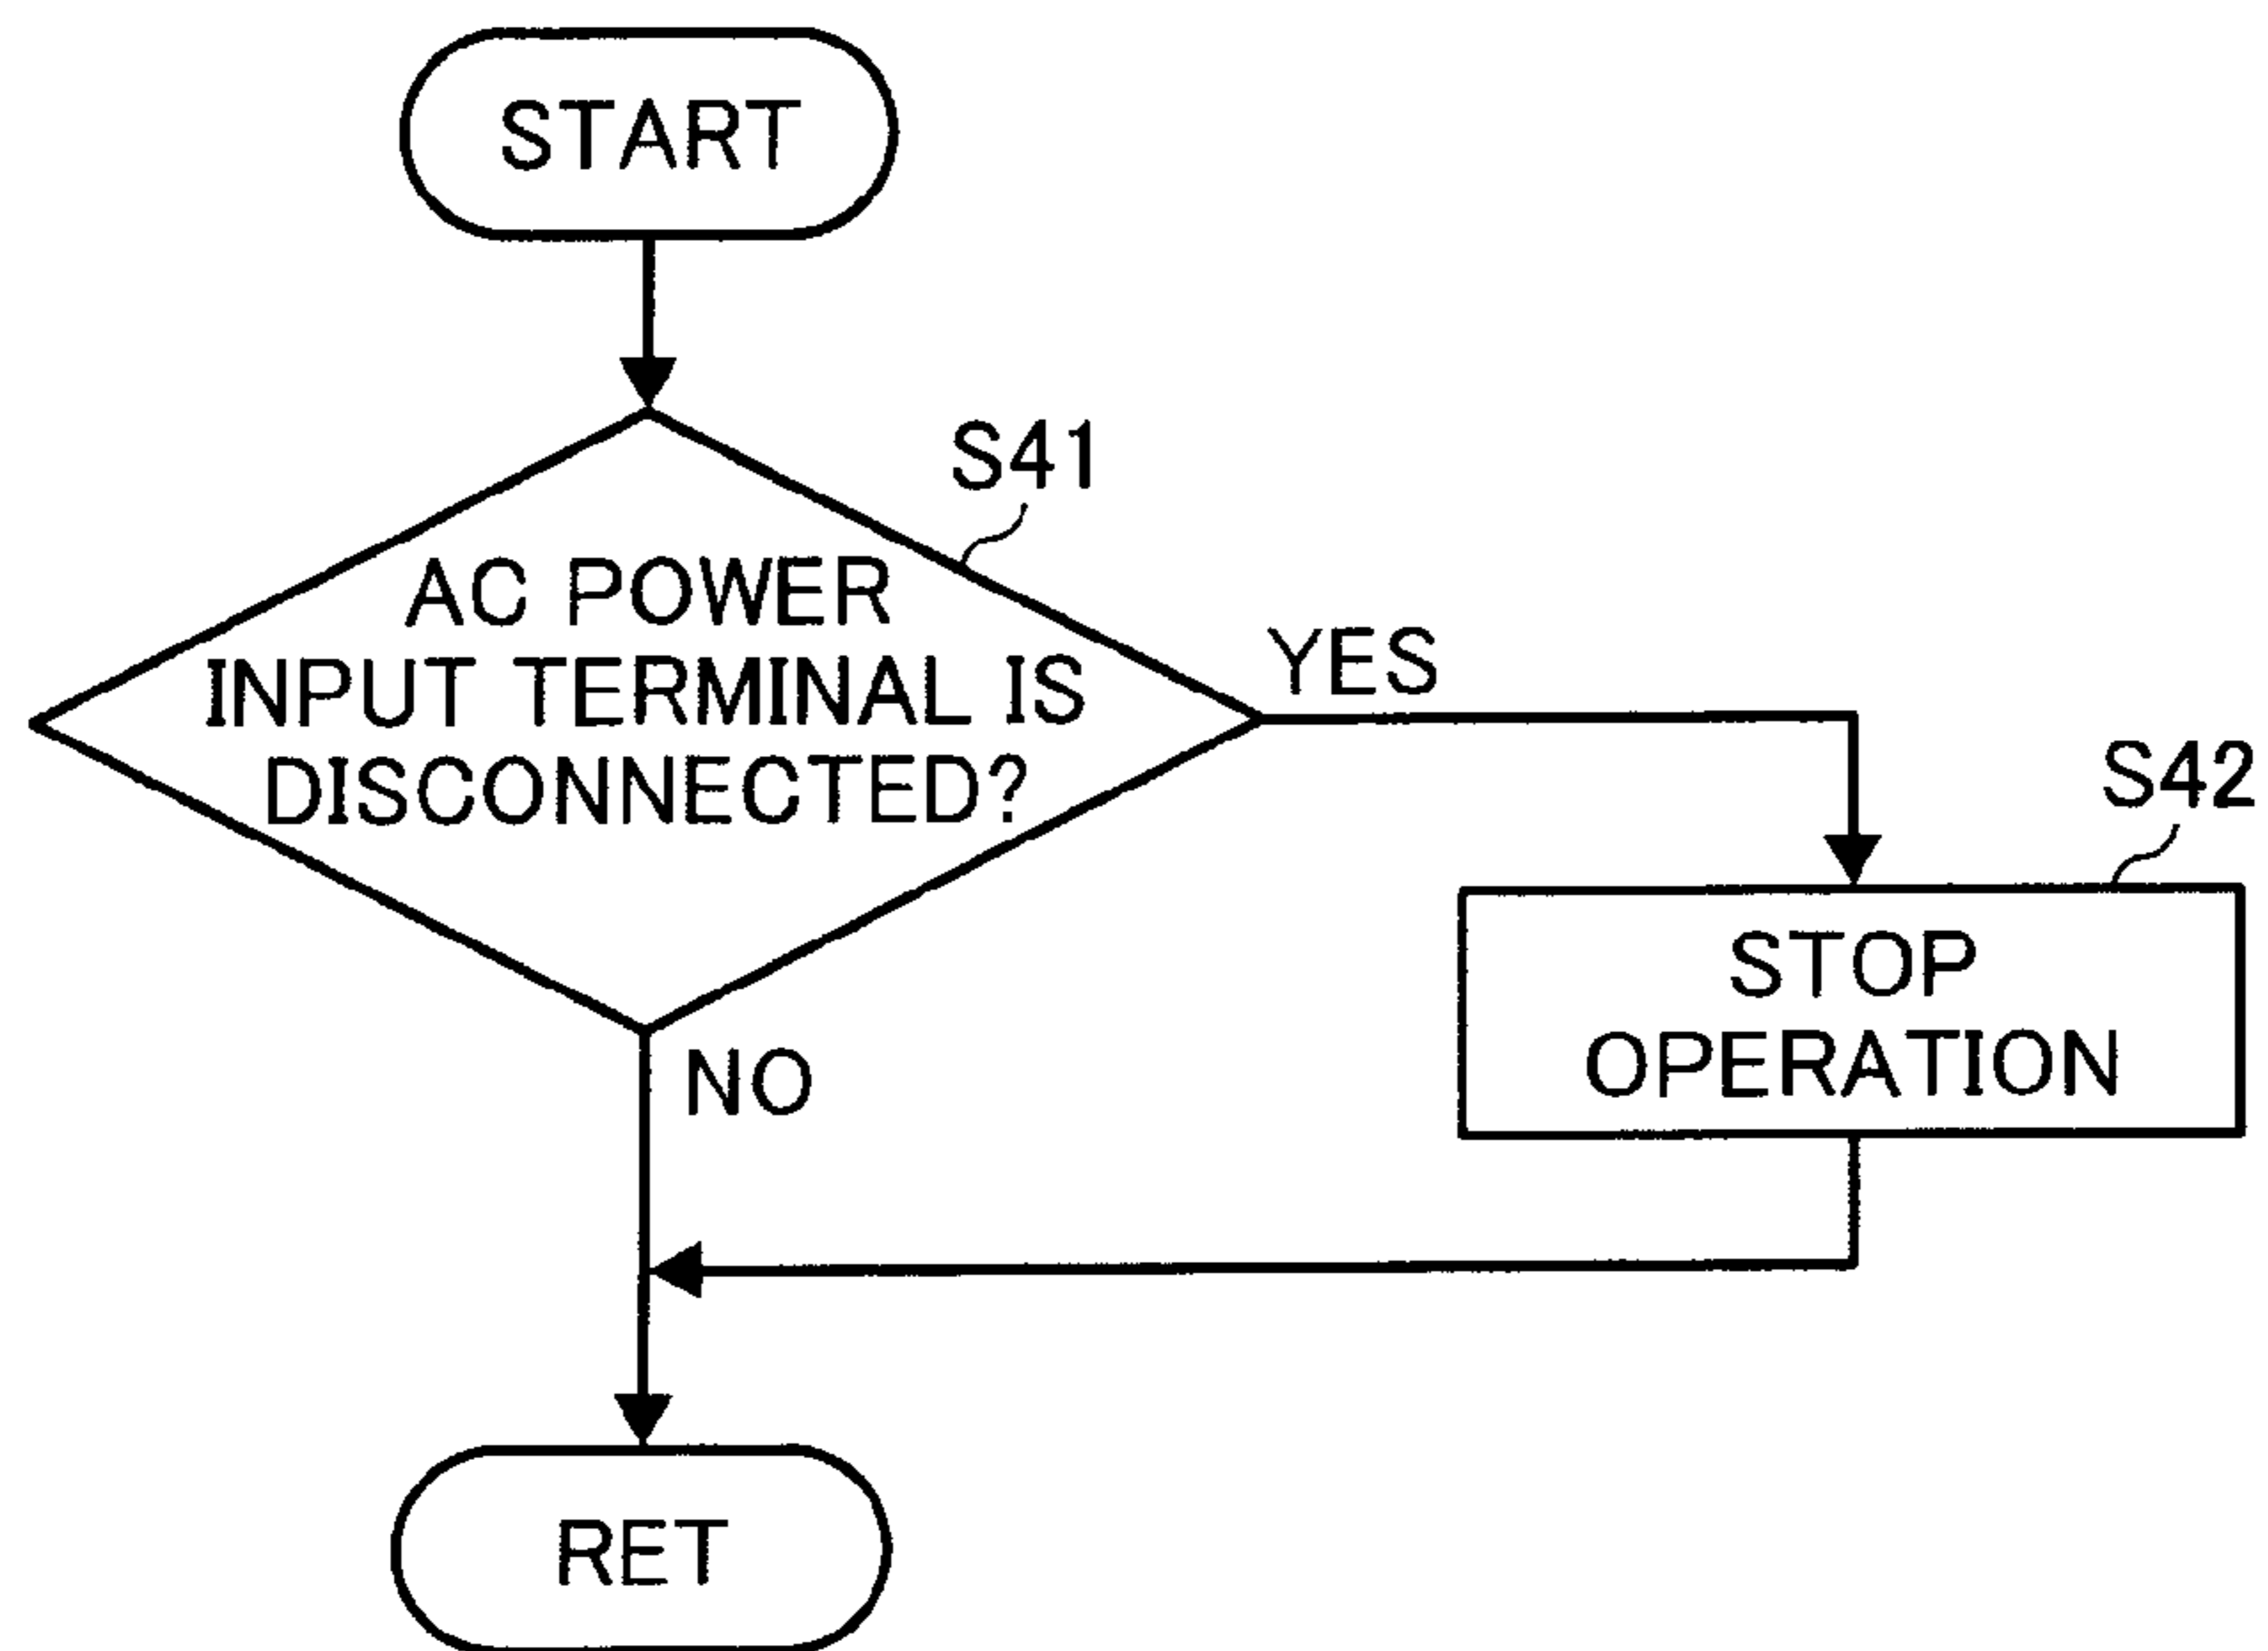 START
S41
AC POWER
INPUT TERMINAL IS
DISCONNECTED?
YES
S42
STOP
OPERATION
NO
RET